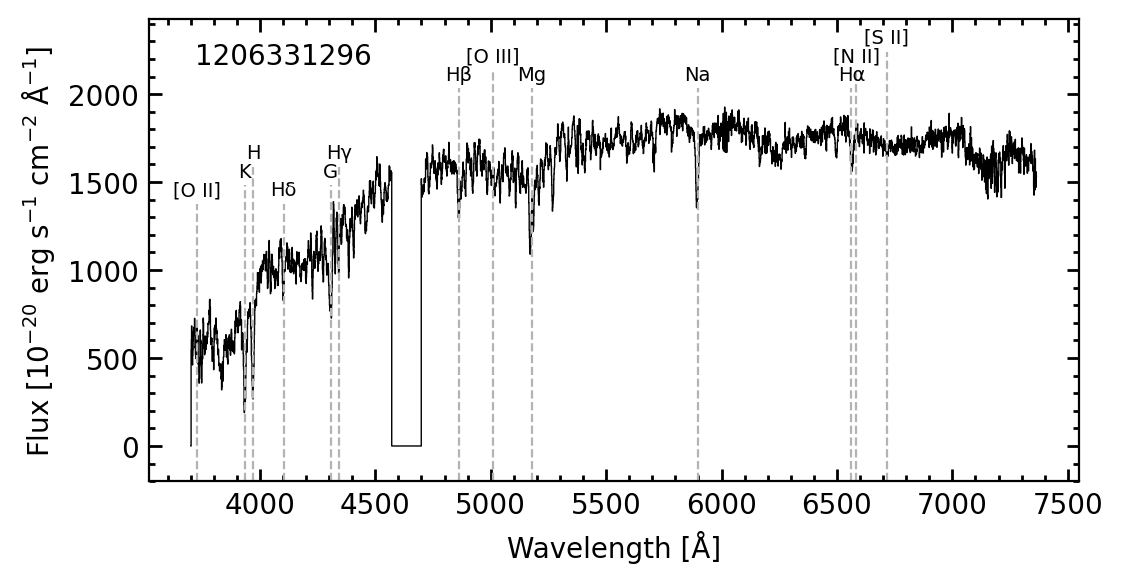 1206331296
[S II]
[O III]
[N II]
Hβ
Mg
Na
Hα
H
Hγ
K
G
[O II]
Hδ
2000
1500
1000
500
0
Flux [10⁻²⁰ erg s⁻¹ cm⁻² Å⁻¹]
4000 4500 5000 5500 6000 6500 7000 7500
Wavelength [Å]